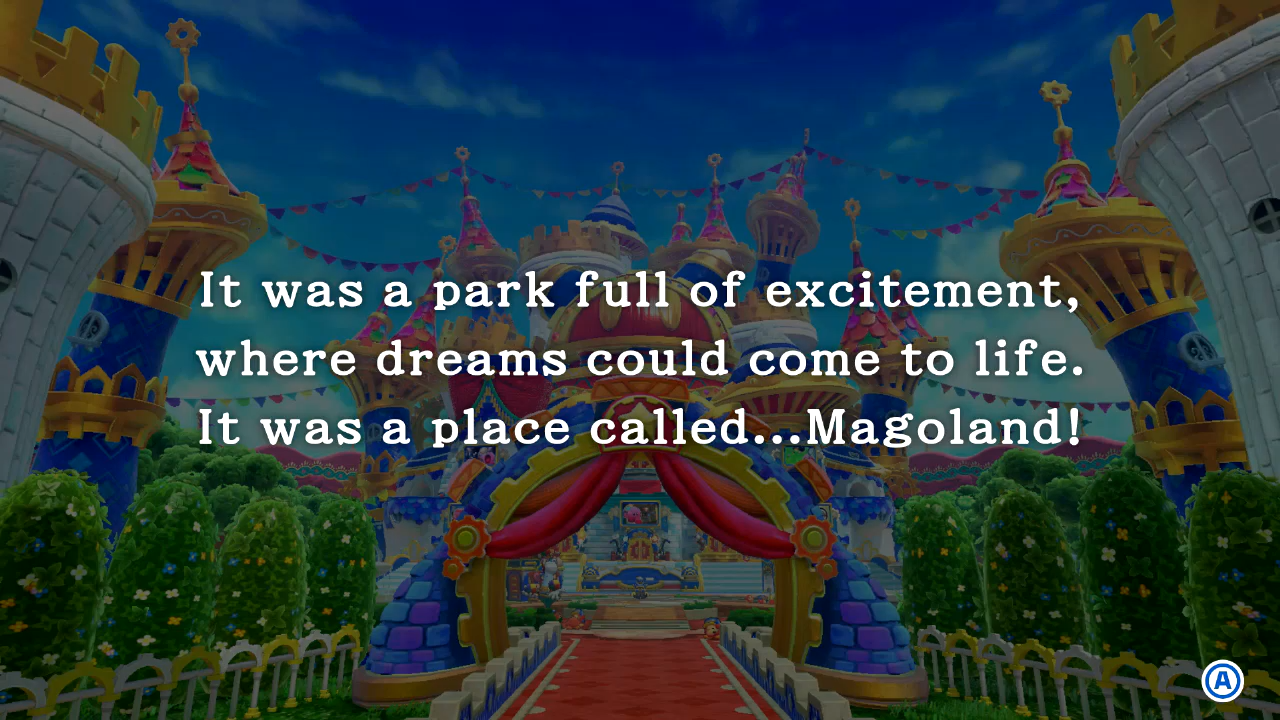 It was a park full of excitement,
where dreams could come to life.
It was a place called...Magoland!
A